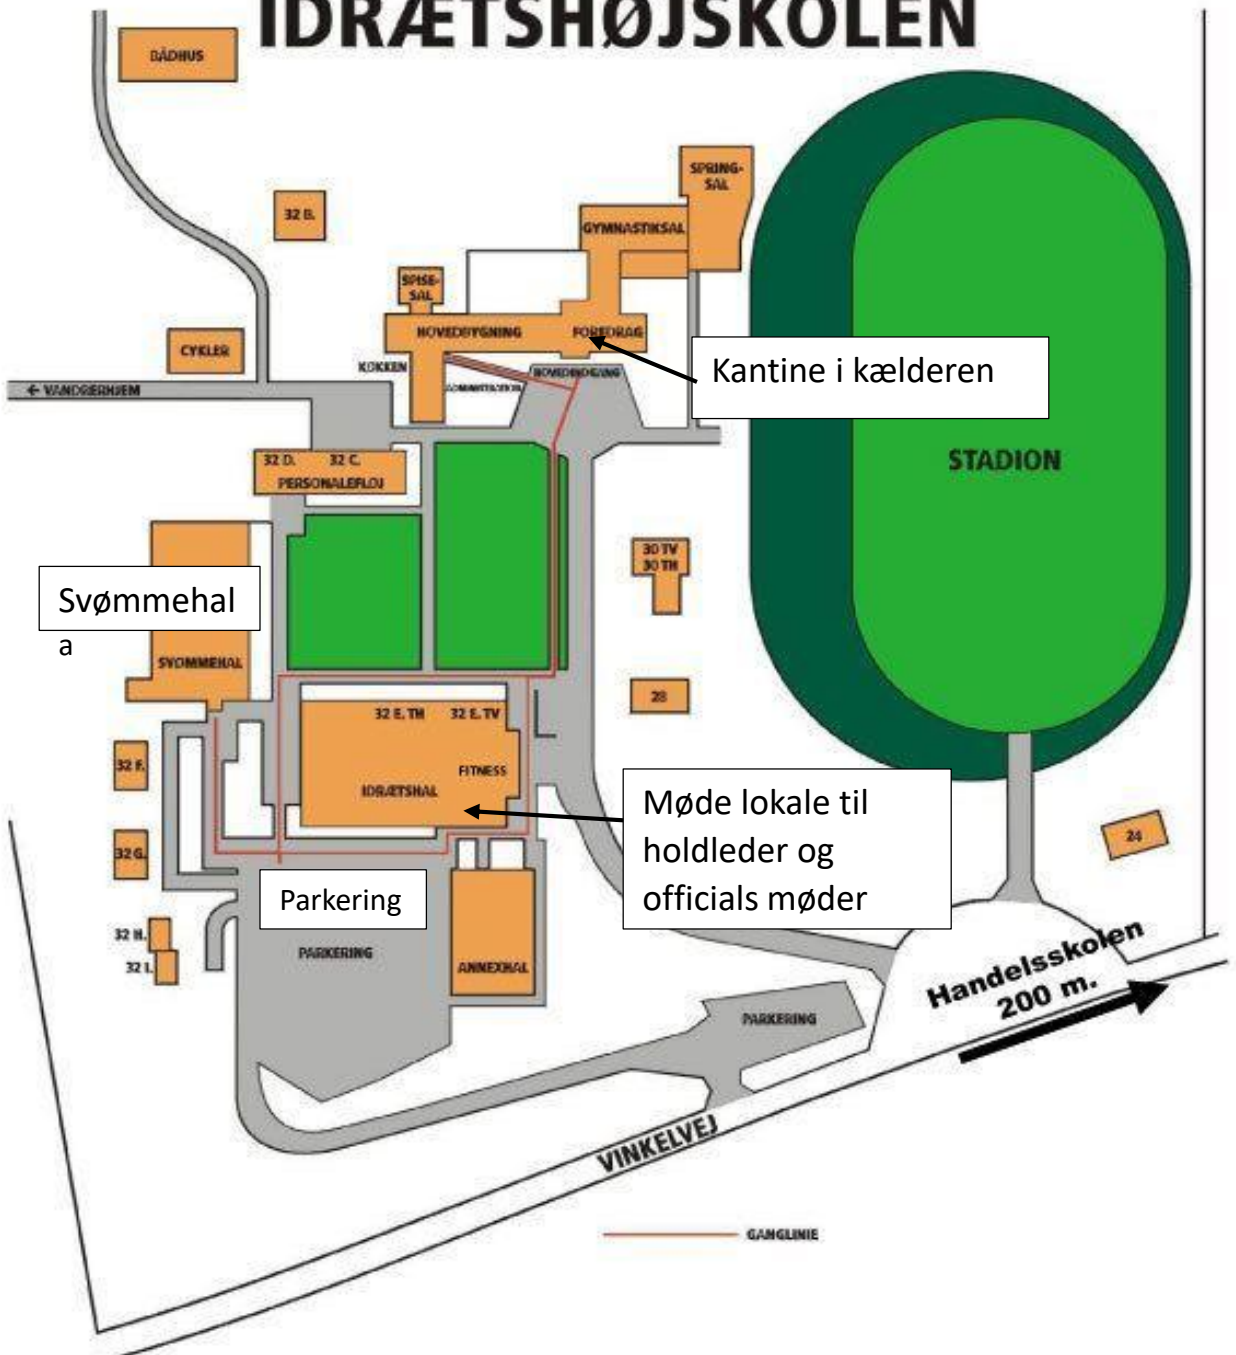 IDRÆTSHØJSKOLEN
BÅDHUS
SPRING-
SAL
32 B.
GYMNASTIKSAL
SPISE-
SAL
HOVEDBYGNING
FOREDRAG
CYKLER
KØKKEN
HOVEDINDGANG
ADMINISTRATION
Kantine i kælderen
← VANDRERHJEM
STADION
32 D.
32 C.
PERSONALEFLØJ
30 TV
30 TH
Svømmehal
a
SVØMMEHAL
28
32 E. TH
32 E. TV
32 F.
FITNESS
IDRÆTSHAL
Møde lokale til
holdleder og
officials møder
24
32 G.
Parkering
32 H.
32 I.
PARKERING
ANNEXHAL
Handelsskolen
200 m.
PARKERING
VINKELVEJ
GANGLINIE